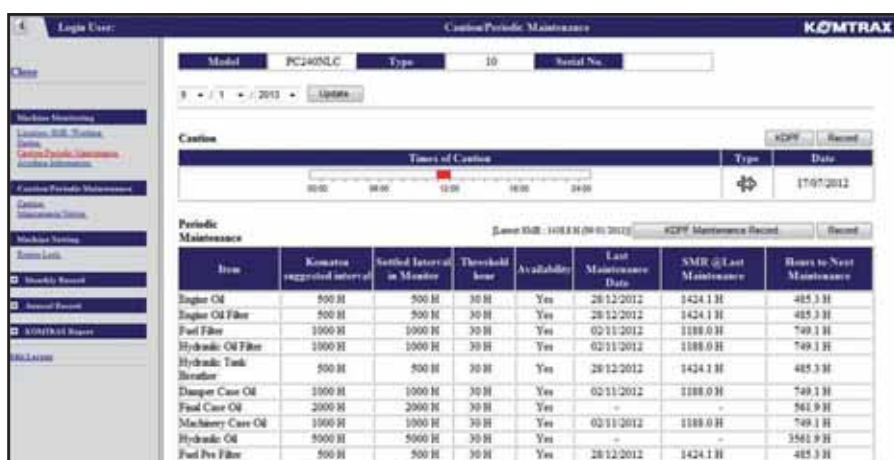 Login User:
Caution/Periodic Maintenance
KOMTRAX
Close
Model PC240NLC Type 10 Serial No.
9 / 1 / 2013 Update
Machine Monitoring
Caution Periodic Maintenance
Caution/Periodic Maintenance
Caution
Maintenance Setting
Machine Setting
Engine Lock
Monthly Record
Annual Record
KOMTRAX Report
Caution
KDPF Record
Times of Caution Type Date
00:00 06:00 12:00 18:00 24:00
17/07/2012
Periodic
Maintenance
KDPF Maintenance Record Record
Item Komatsu suggested interval Settled Interval in Monitor Threshold hour Availability Last Maintenance Date SMR @Last Maintenance Hours to Next Maintenance
Engine Oil 500 H 500 H 30 H Yes 28/12/2012 1424.1 H 485.3 H
Engine Oil Filter 500 H 500 H 30 H Yes 28/12/2012 1424.1 H 485.3 H
Fuel Filter 1000 H 1000 H 30 H Yes 02/11/2012 1188.0 H 749.1 H
Hydraulic Oil Filter 1000 H 1000 H 30 H Yes 02/11/2012 1188.0 H 749.1 H
Hydraulic Tank Breather 500 H 500 H 30 H Yes 28/12/2012 1424.1 H 485.3 H
Damper Case Oil 1000 H 1000 H 30 H Yes 02/11/2012 1188.0 H 749.1 H
Final Case Oil 2000 H 2000 H 30 H Yes - - 561.9 H
Machinery Case Oil 1000 H 1000 H 30 H Yes 02/11/2012 1188.0 H 749.1 H
Hydraulic Oil 5000 H 5000 H 30 H Yes - - 3561.9 H
Fuel Pre Filter 500 H 500 H 30 H Yes 28/12/2012 1424.1 H 485.3 H